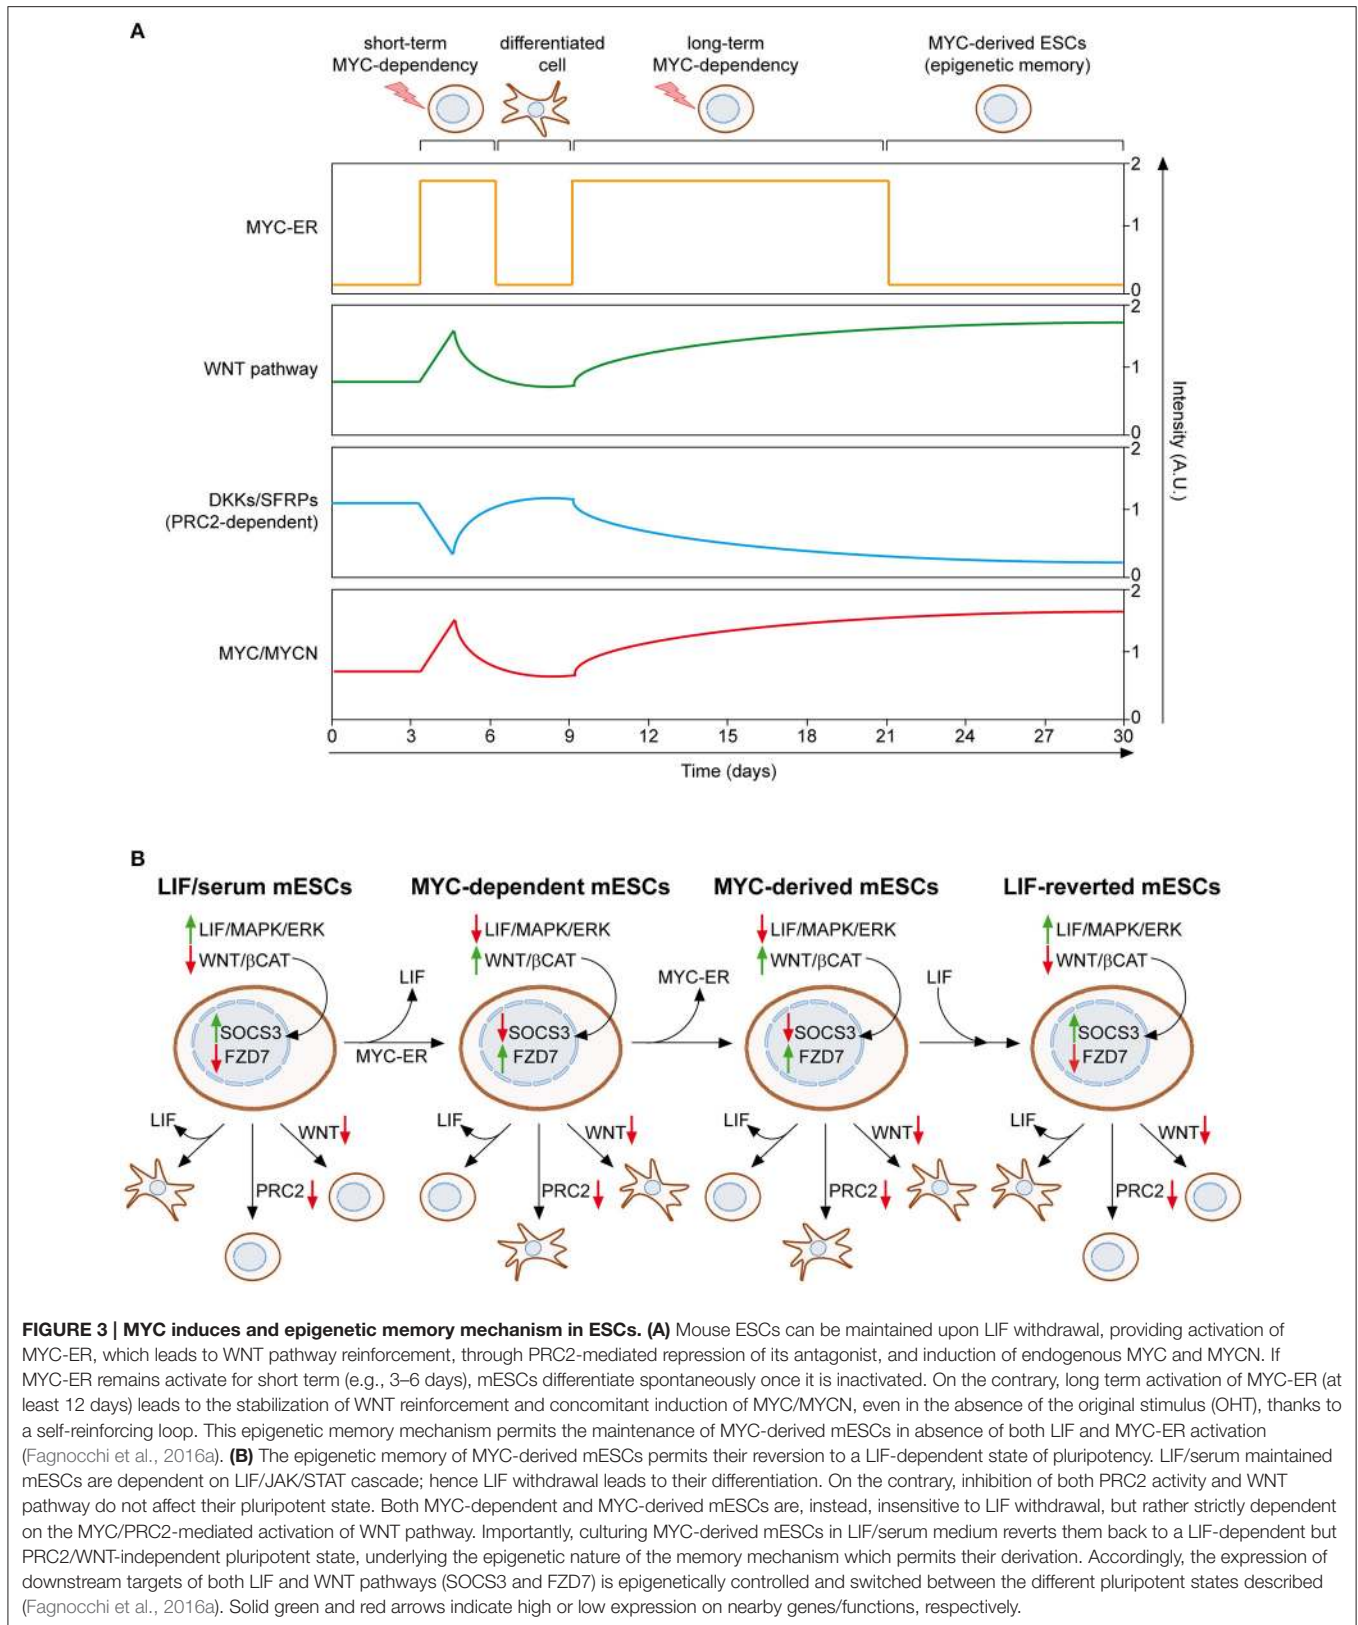 A
short-term
MYC-dependency
differentiated
cell
long-term
MYC-dependency
MYC-derived ESCs
(epigenetic memory)
MYC-ER
2
1
0
WNT pathway
2
1
0
DKKs/SFRPs
(PRC2-dependent)
2
1
0
MYC/MYCN
2
1
0
Intensity (A.U.)
0 3 6 9 12 15 18 21 24 27 30
Time (days)
B
LIF/serum mESCs
LIF/MAPK/ERK
WNT/βCAT
SOCS3
FZD7
LIF
WNT
PRC2
LIF
MYC-ER
MYC-dependent mESCs
LIF/MAPK/ERK
WNT/βCAT
SOCS3
FZD7
LIF
WNT
PRC2
MYC-ER
MYC-derived mESCs
LIF/MAPK/ERK
WNT/βCAT
SOCS3
FZD7
LIF
WNT
PRC2
LIF
LIF-reverted mESCs
LIF/MAPK/ERK
WNT/βCAT
SOCS3
FZD7
LIF
WNT
PRC2
FIGURE 3 | MYC induces and epigenetic memory mechanism in ESCs. (A) Mouse ESCs can be maintained upon LIF withdrawal, providing activation of
MYC-ER, which leads to WNT pathway reinforcement, through PRC2-mediated repression of its antagonist, and induction of endogenous MYC and MYCN. If
MYC-ER remains activate for short term (e.g., 3–6 days), mESCs differentiate spontaneously once it is inactivated. On the contrary, long term activation of MYC-ER (at
least 12 days) leads to the stabilization of WNT reinforcement and concomitant induction of MYC/MYCN, even in the absence of the original stimulus (OHT), thanks to
a self-reinforcing loop. This epigenetic memory mechanism permits the maintenance of MYC-derived mESCs in absence of both LIF and MYC-ER activation
(Fagnocchi et al., 2016a). (B) The epigenetic memory of MYC-derived mESCs permits their reversion to a LIF-dependent state of pluripotency. LIF/serum maintained
mESCs are dependent on LIF/JAK/STAT cascade; hence LIF withdrawal leads to their differentiation. On the contrary, inhibition of both PRC2 activity and WNT
pathway do not affect their pluripotent state. Both MYC-dependent and MYC-derived mESCs are, instead, insensitive to LIF withdrawal, but rather strictly dependent
on the MYC/PRC2-mediated activation of WNT pathway. Importantly, culturing MYC-derived mESCs in LIF/serum medium reverts them back to a LIF-dependent but
PRC2/WNT-independent pluripotent state, underlying the epigenetic nature of the memory mechanism which permits their derivation. Accordingly, the expression of
downstream targets of both LIF and WNT pathways (SOCS3 and FZD7) is epigenetically controlled and switched between the different pluripotent states described
(Fagnocchi et al., 2016a). Solid green and red arrows indicate high or low expression on nearby genes/functions, respectively.